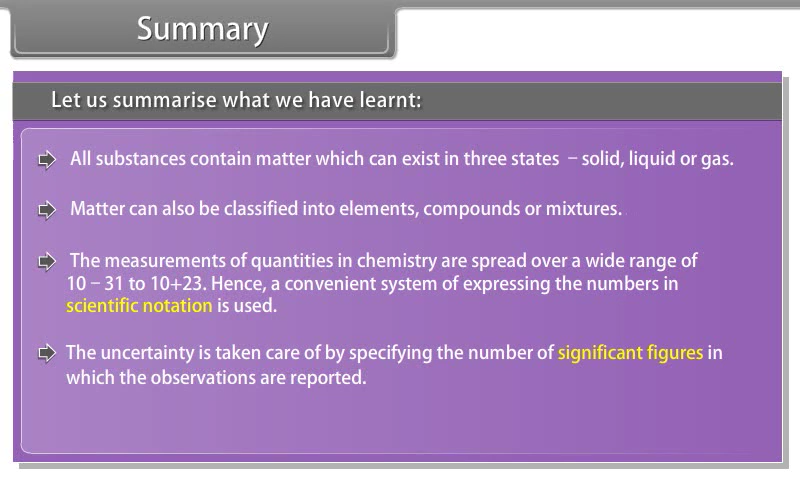 Summary
Let us summarise what we have learnt:
All substances contain matter which can exist in three states – solid, liquid or gas.
Matter can also be classified into elements, compounds or mixtures.
The measurements of quantities in chemistry are spread over a wide range of
10 – 31 to 10+23. Hence, a convenient system of expressing the numbers in
scientific notation is used.
The uncertainty is taken care of by specifying the number of significant figures in
which the observations are reported.